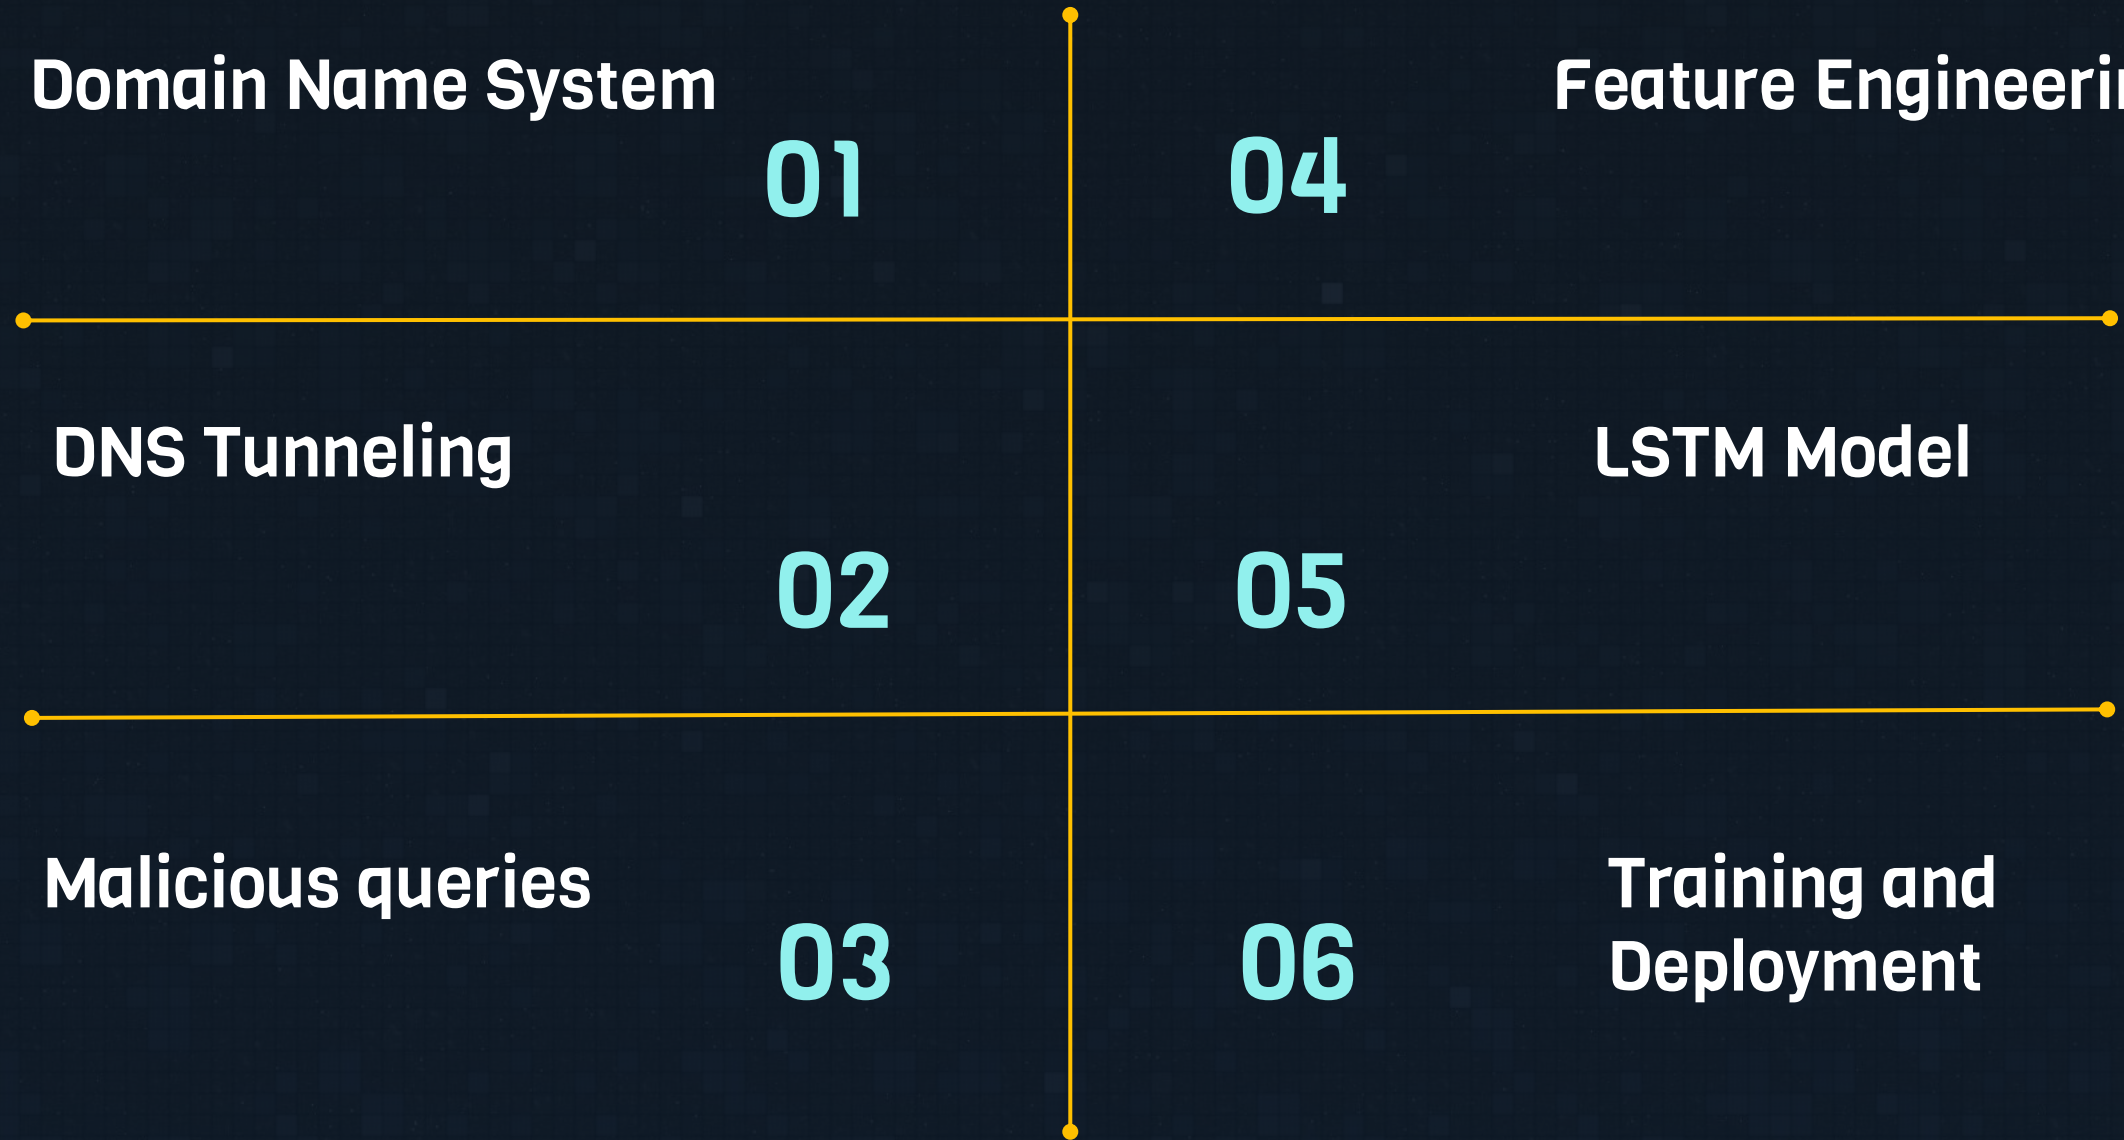 Domain Name System
01
DNS Tunneling
02
Malicious queries
03
04
Feature
05
LSTM Model
06
Training and
Deployment